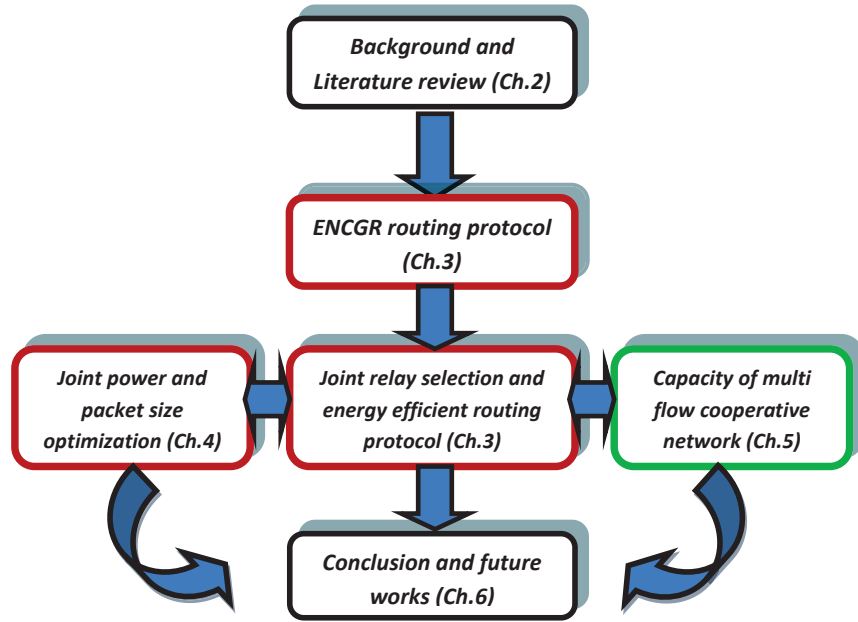 Background and
Literature review (Ch.2)
ENCGR routing protocol
(Ch.3)
Joint power and
packet size
optimization (Ch.4)
Joint relay selection and
energy efficient routing
protocol (Ch.3)
Capacity of multi
flow cooperative
network (Ch.5)
Conclusion and future
works (Ch.6)